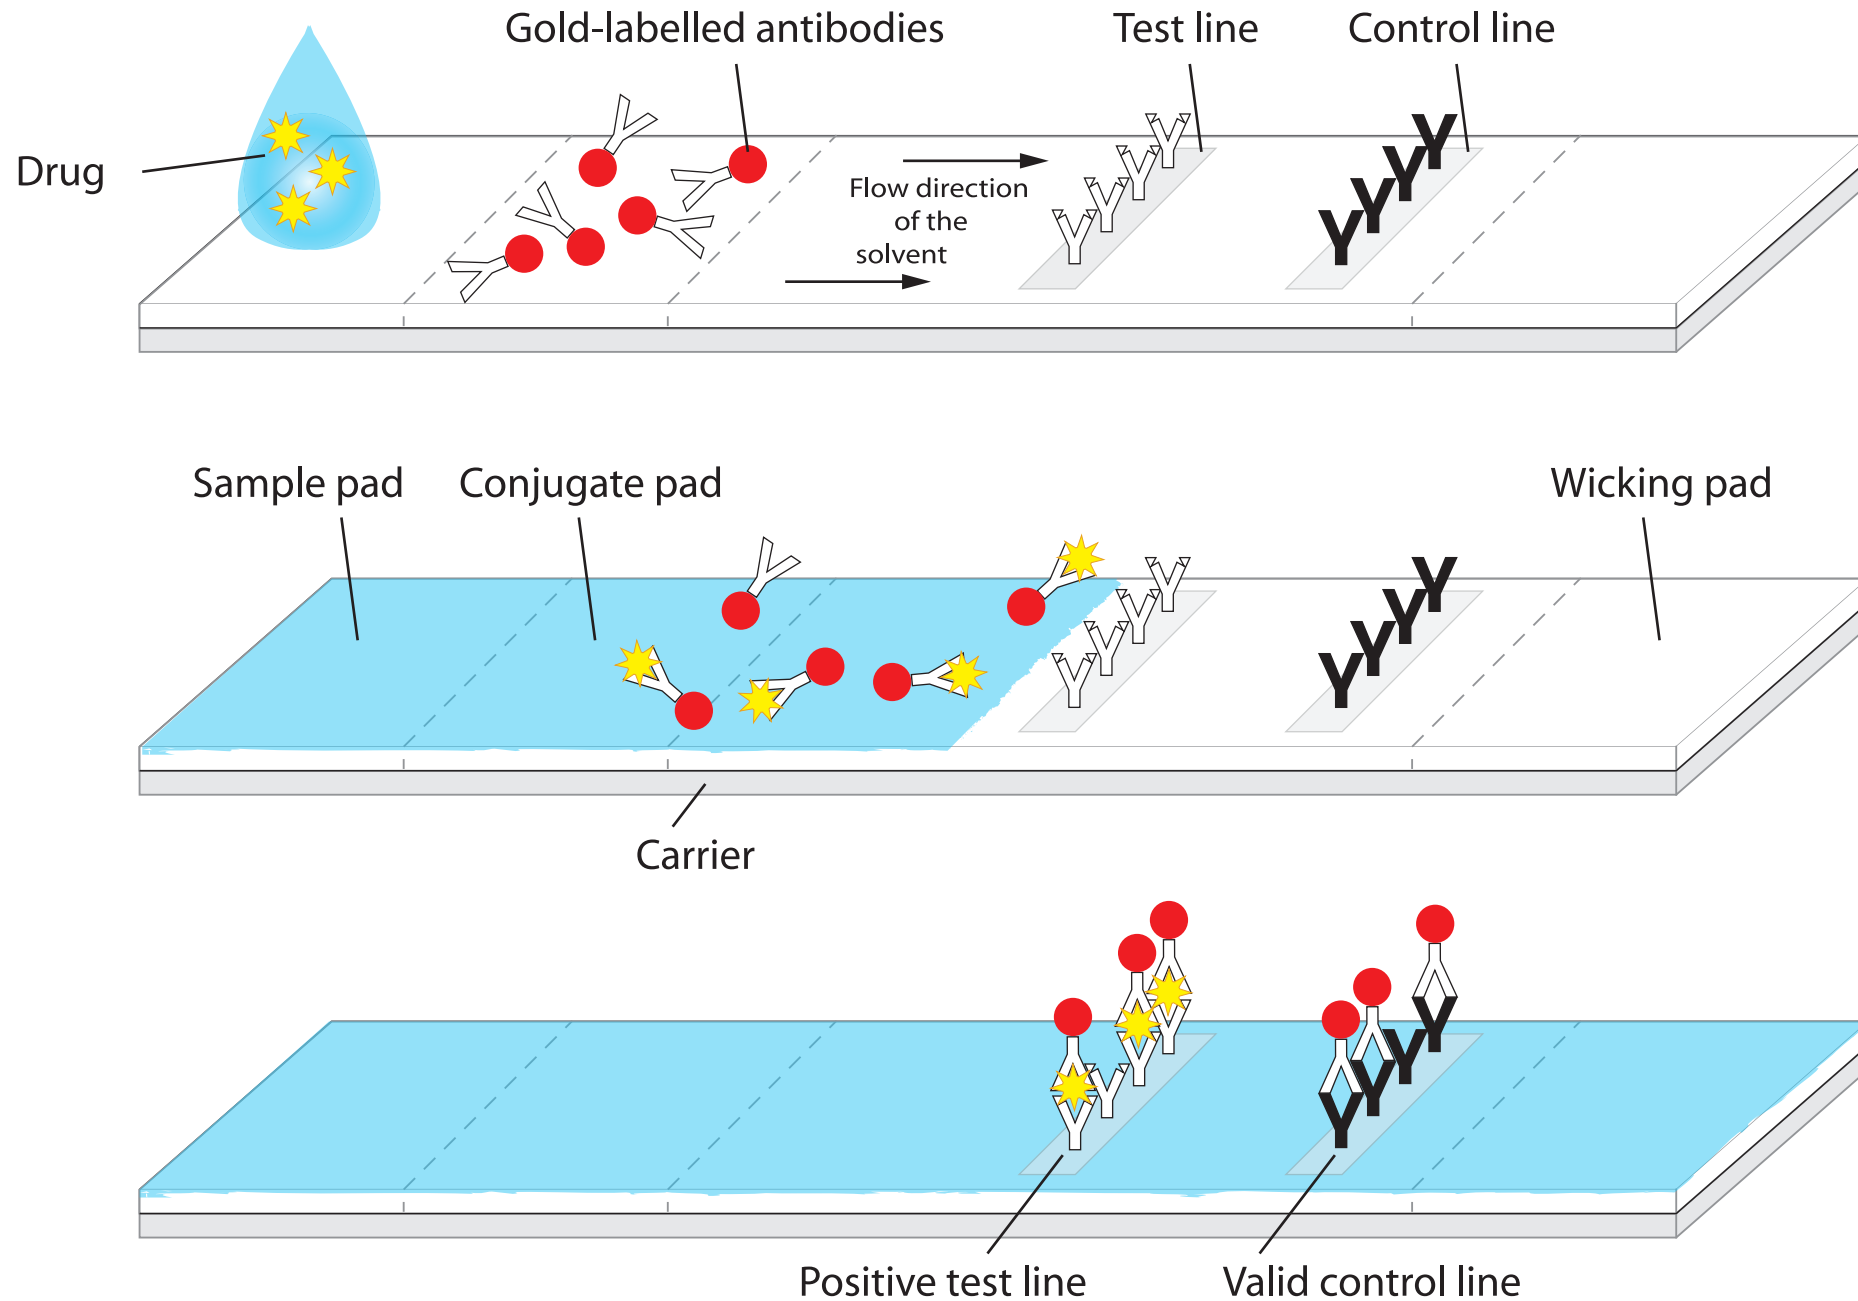 Gold-labelled antibodies
Test line
Control line
Drug
Flow direction
of the
solvent
Sample pad
Conjugate pad
Wicking pad
Carrier
Positive test line
Valid control line